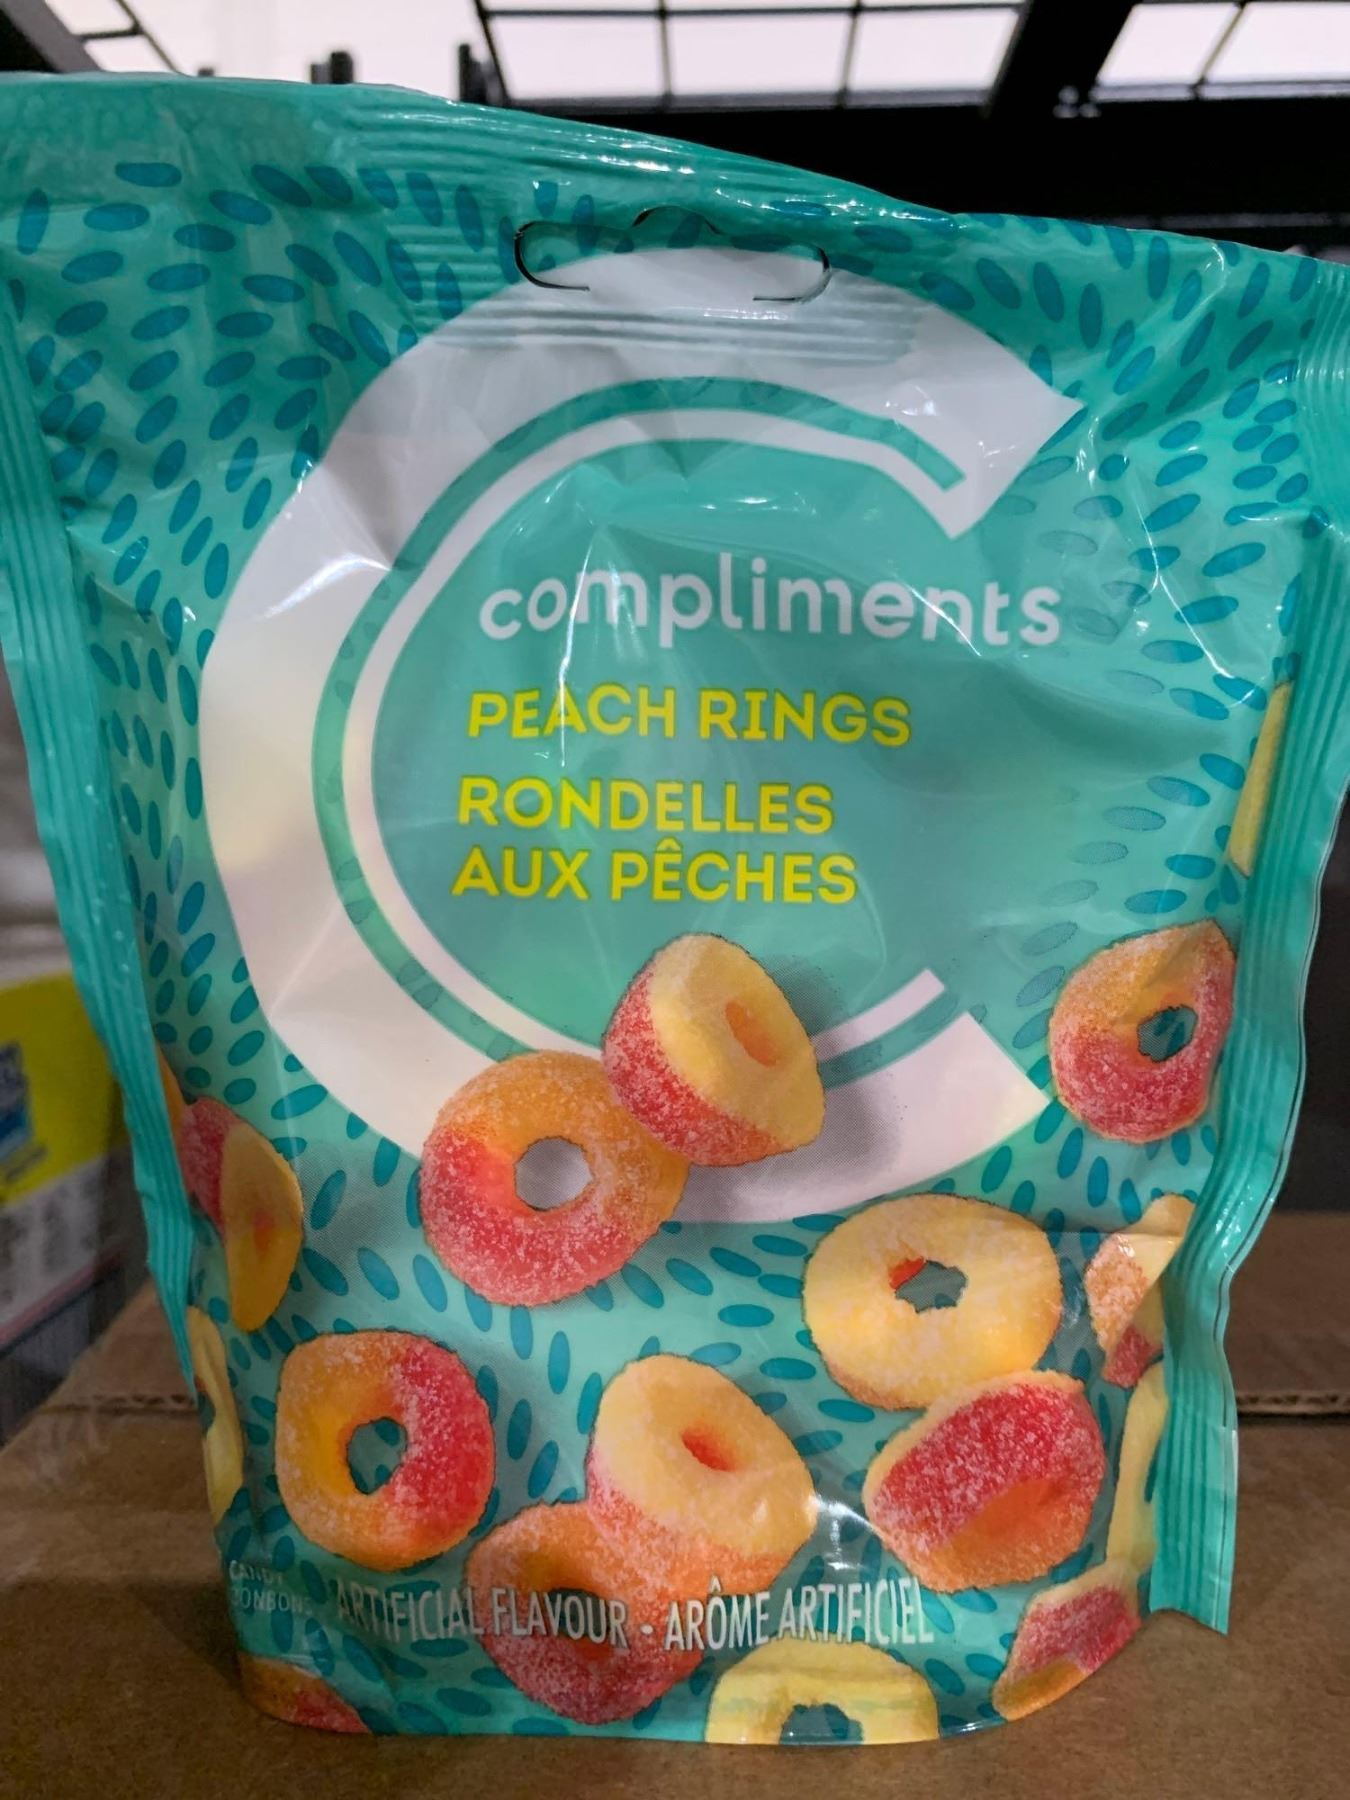 compliments
PEACH RINGS
RONDELLES
AUX PÊCHES
CANDY
BONBONS
ARTIFICIAL FLAVOUR - ARÔME ARTIFICIEL